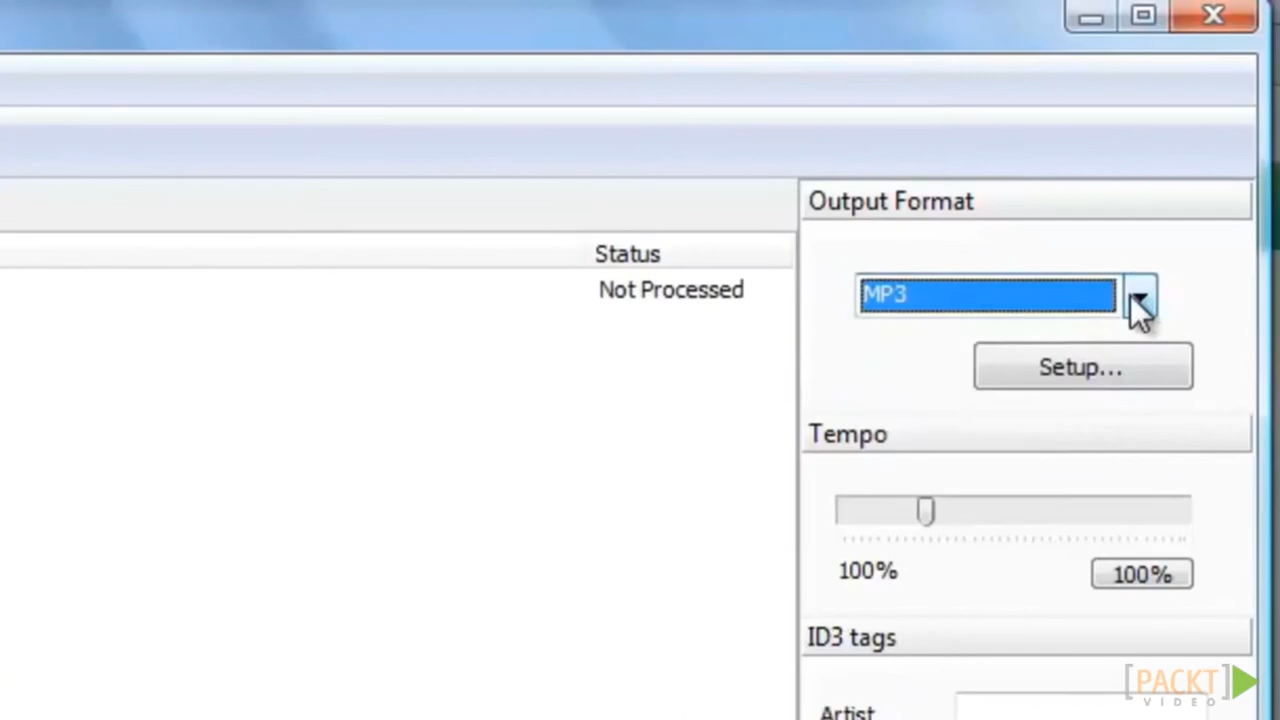 Output Format
Status
Not Processed
MP3
Setup...
Tempo
100%
100%
ID3 tags
Artist
[PACKT]
VIDEO